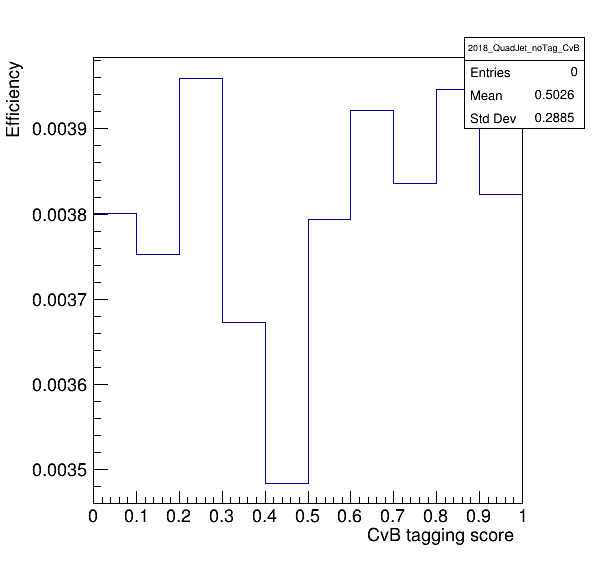 2018_QuadJet_noTag_CvB
Entries 0
Mean 0.5026
Std Dev 0.2885
Efficiency
0.0039
0.0038
0.0037
0.0036
0.0035
0 0.1 0.2 0.3 0.4 0.5 0.6 0.7 0.8 0.9 1
CvB tagging score